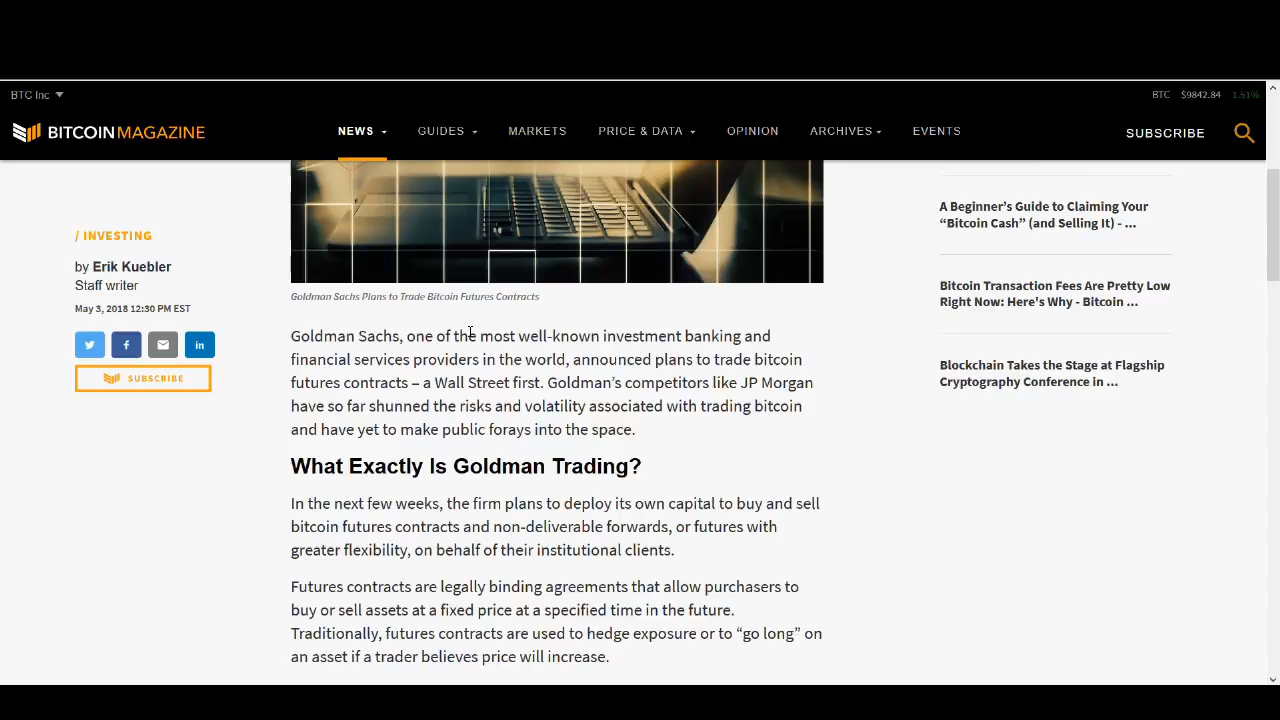 BTC Inc
BTC $9842.84 1.51%
BITCOINMAGAZINE
NEWS GUIDES MARKETS PRICE & DATA OPINION ARCHIVES EVENTS
SUBSCRIBE
/ INVESTING
by Erik Kuebler
Staff writer
May 3, 2018 12:30 PM EST
in
SUBSCRIBE
Goldman Sachs Plans to Trade Bitcoin Futures Contracts
Goldman Sachs, one of the most well-known investment banking and
financial services providers in the world, announced plans to trade bitcoin
futures contracts – a Wall Street first. Goldman’s competitors like JP Morgan
have so far shunned the risks and volatility associated with trading bitcoin
and have yet to make public forays into the space.
What Exactly Is Goldman Trading?
In the next few weeks, the firm plans to deploy its own capital to buy and sell
bitcoin futures contracts and non-deliverable forwards, or futures with
greater flexibility, on behalf of their institutional clients.
Futures contracts are legally binding agreements that allow purchasers to
buy or sell assets at a fixed price at a specified time in the future.
Traditionally, futures contracts are used to hedge exposure or to “go long” on
an asset if a trader believes price will increase.
A Beginner’s Guide to Claiming Your
“Bitcoin Cash” (and Selling It) - ...
Bitcoin Transaction Fees Are Pretty Low
Right Now: Here's Why - Bitcoin ...
Blockchain Takes the Stage at Flagship
Cryptography Conference in ...